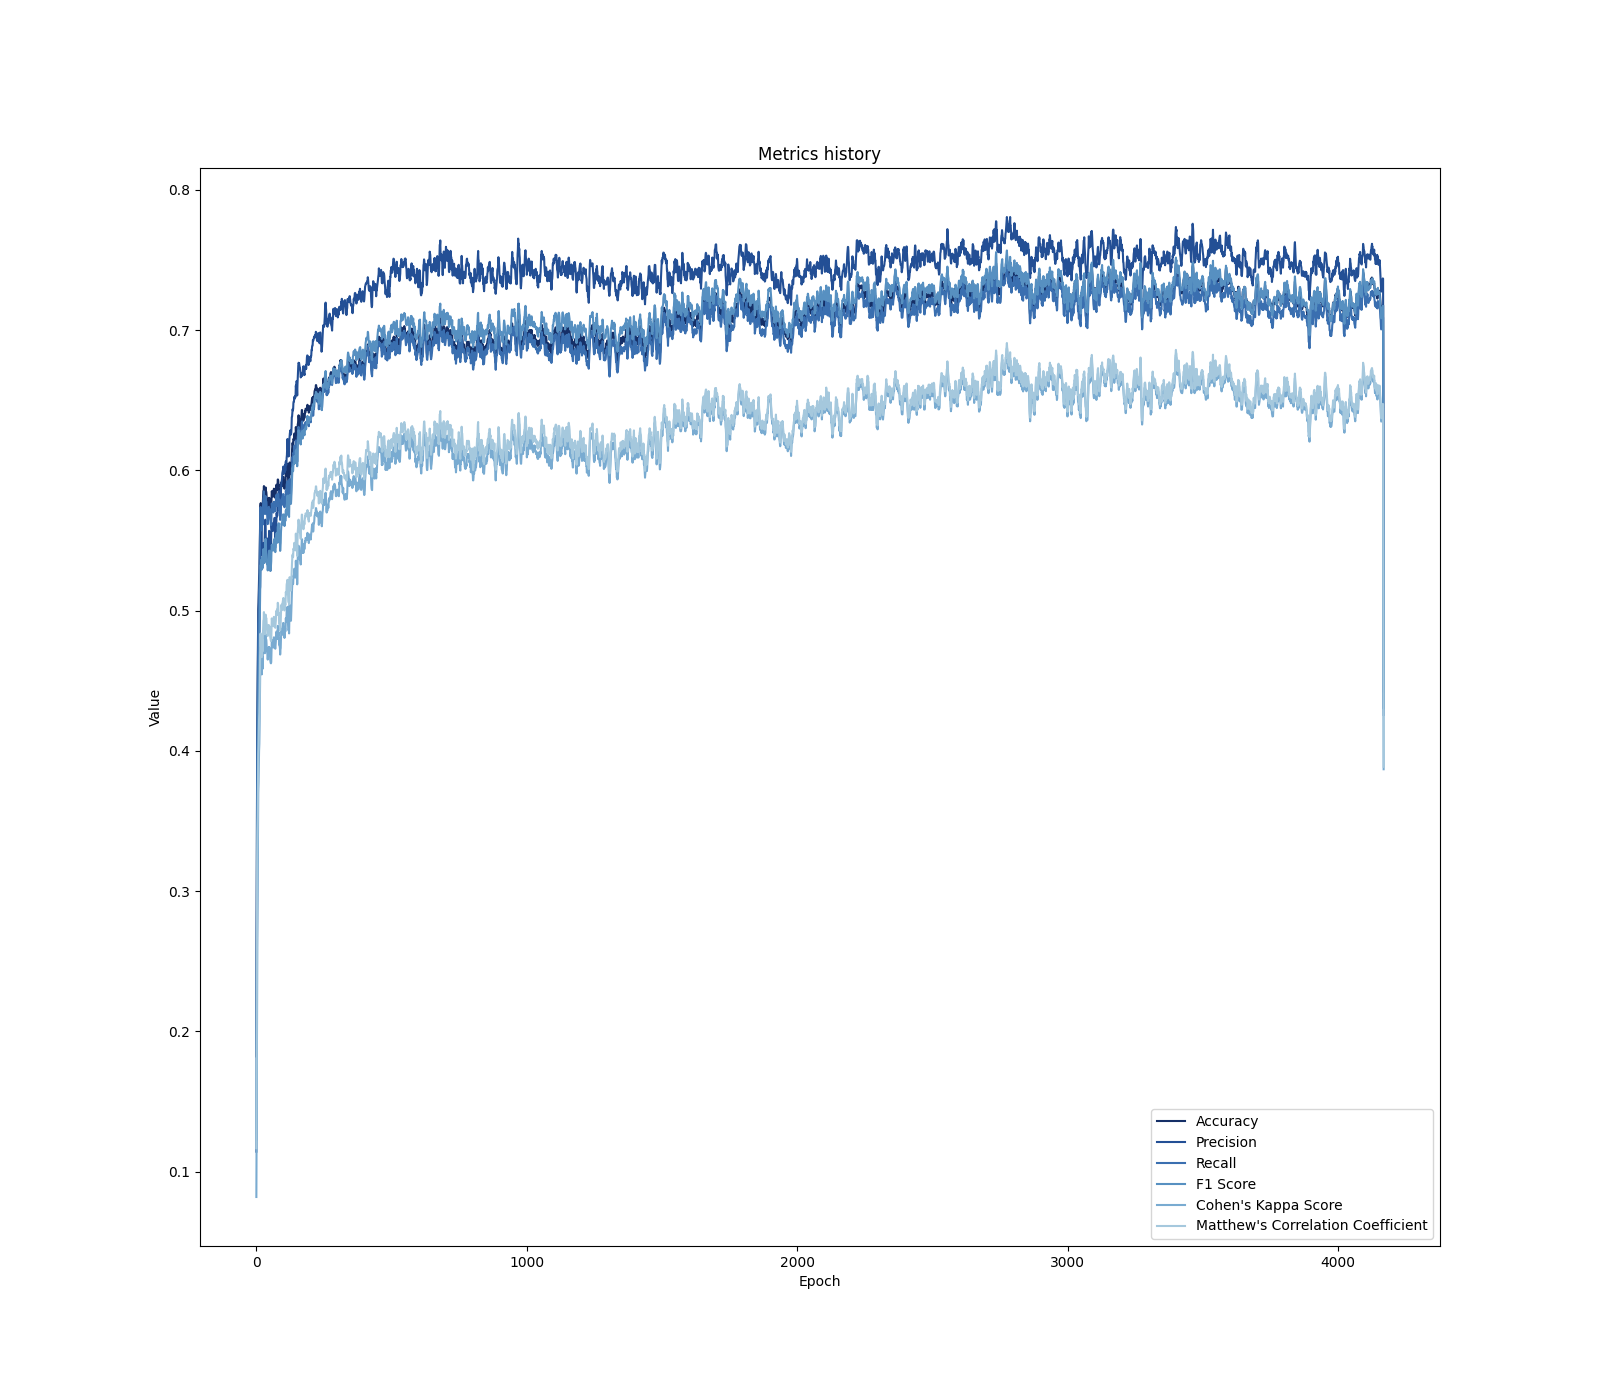 Metrics history
0.8
0.7
0.6
0.5
0.4
0.3
0.2
0.1
Value
0
1000
2000
3000
4000
Epoch
Accuracy
Precision
Recall
F1 Score
Cohen's Kappa Score
Matthew's Correlation Coefficient